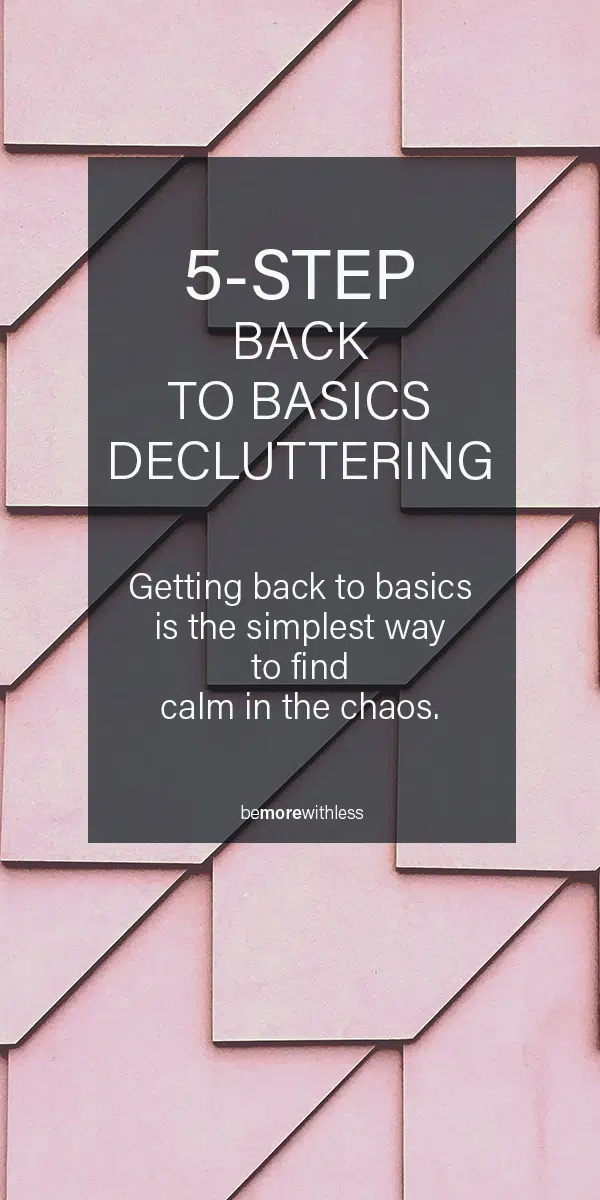 5-STEP
BACK
TO BASICS
DECLUTTERING
Getting back to basics
is the simplest way
to find
calm in the chaos.
bemorewithless